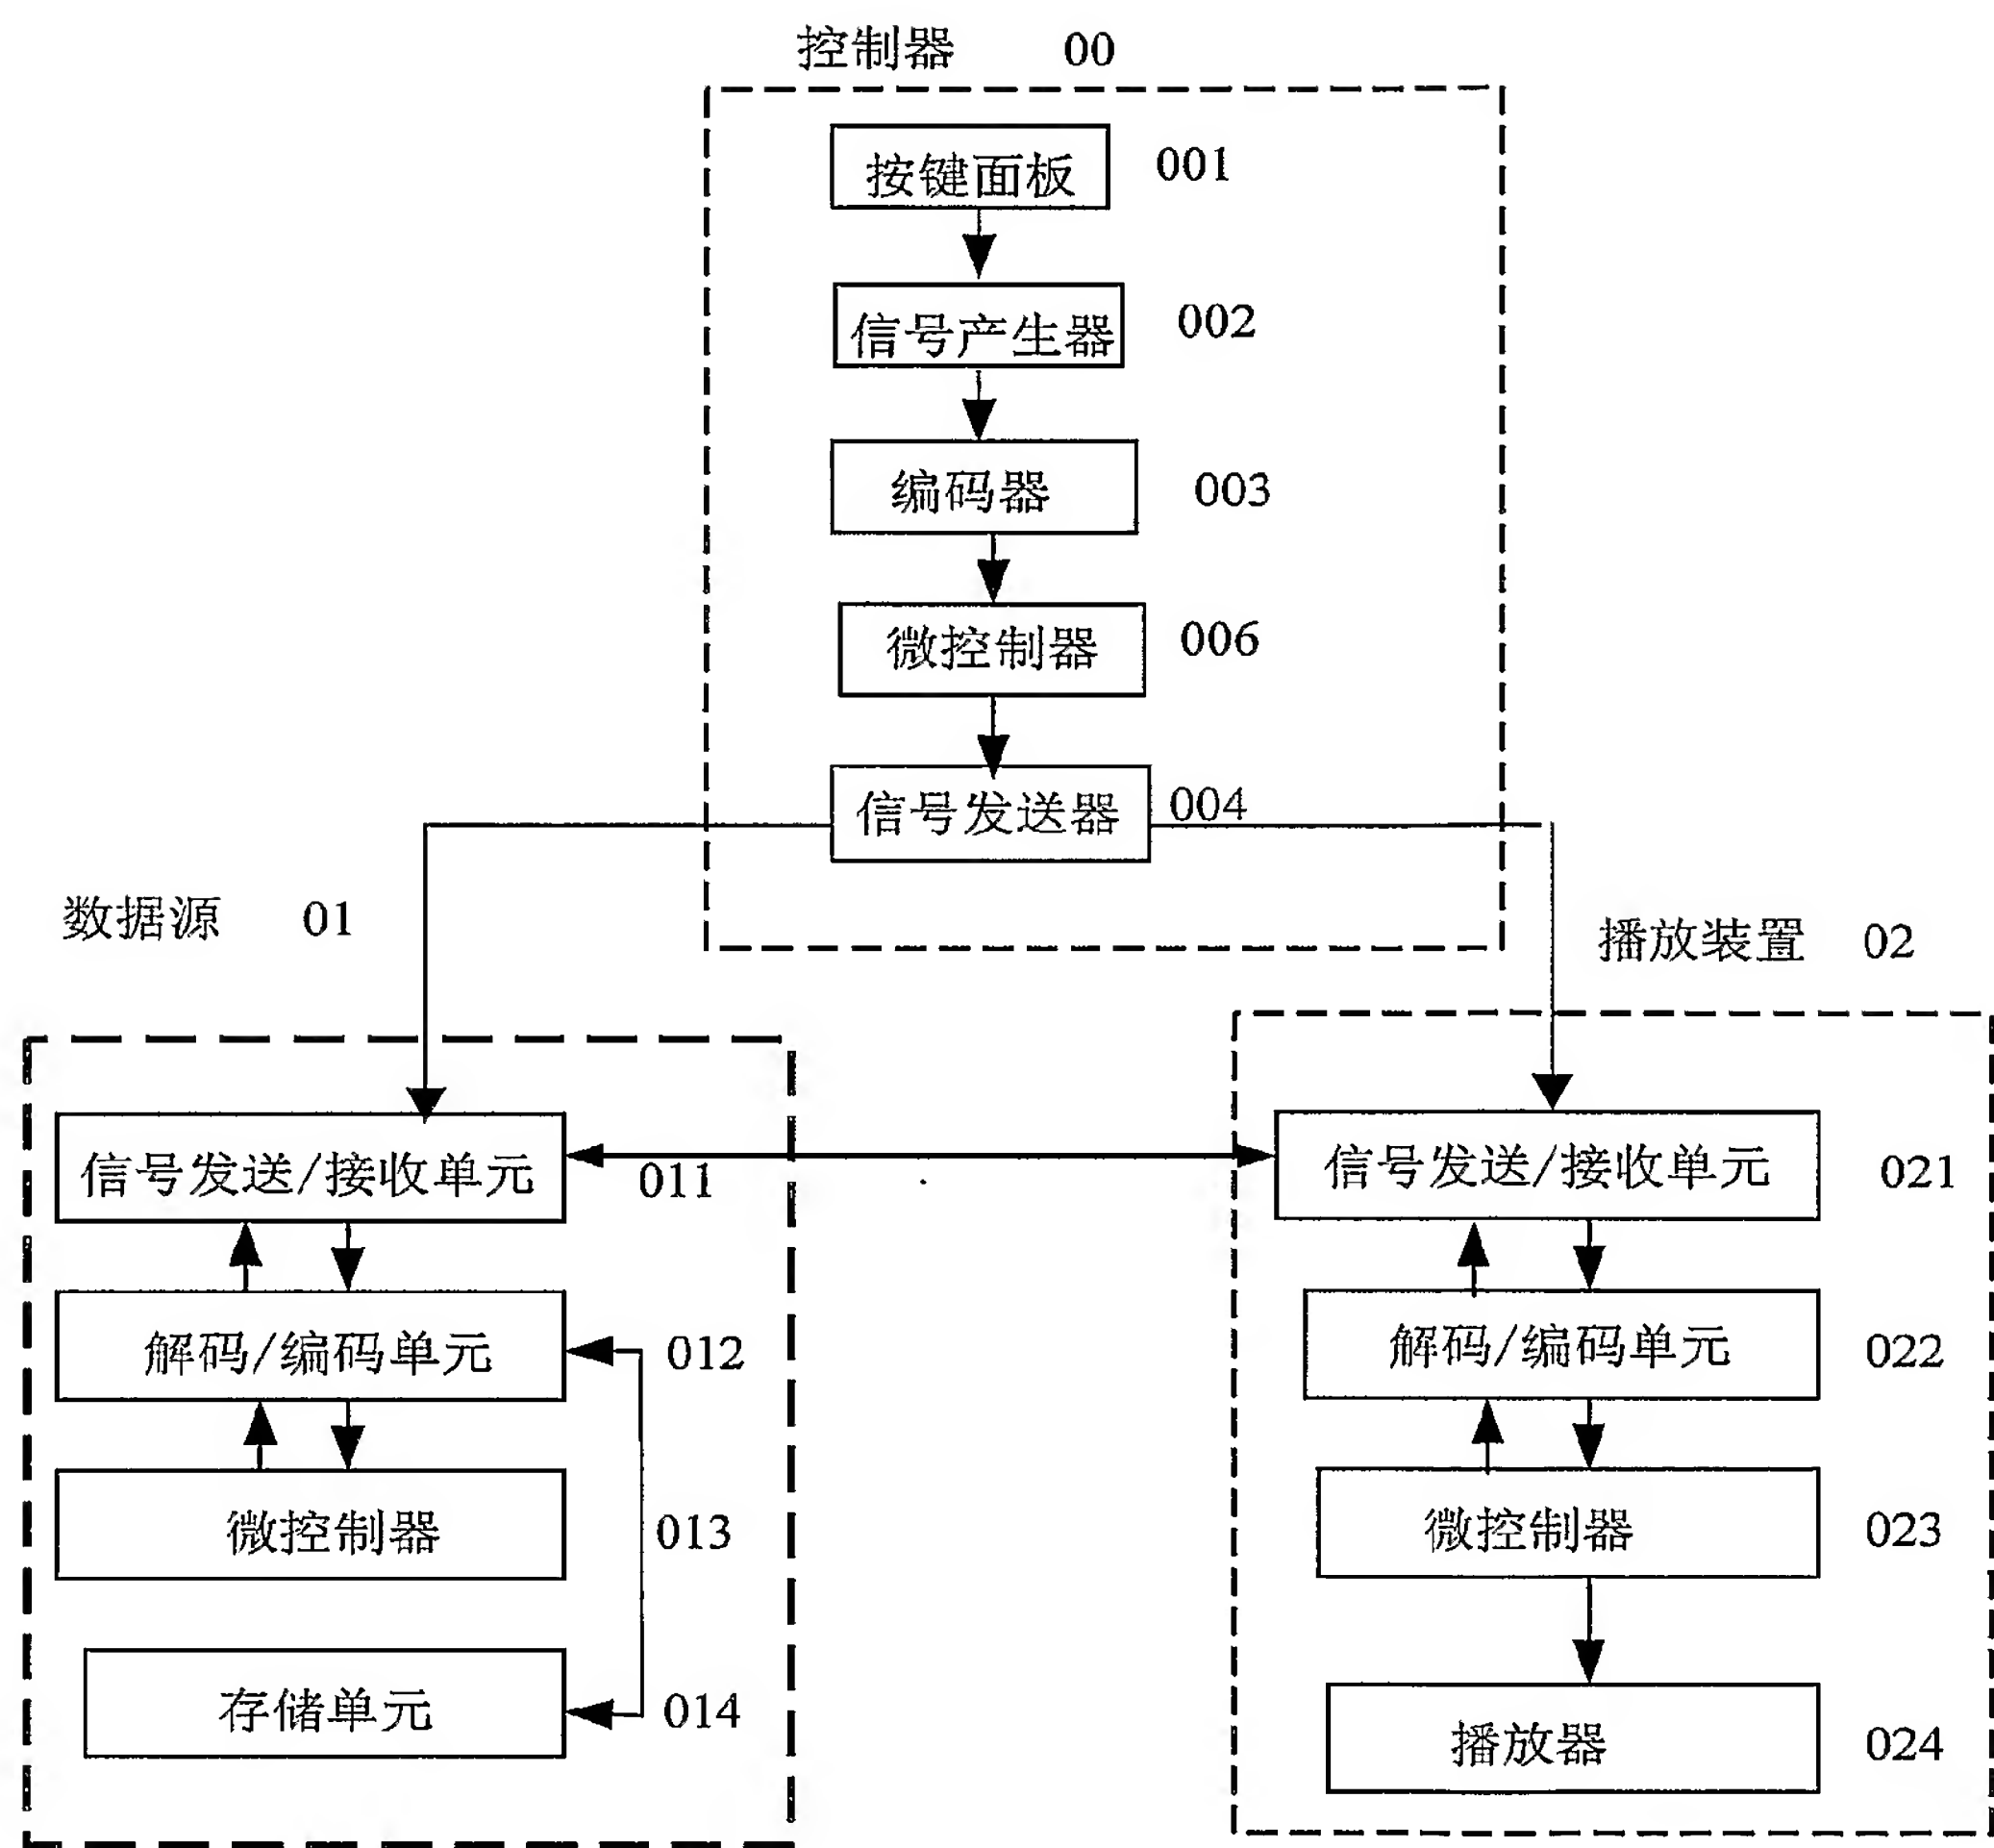 控制器 00
按键面板 001
信号产生器 002
编码器 003
微控制器 006
信号发送器 004
数据源 01
信号发送/接收单元 011
解码/编码单元 012
微控制器 013
存储单元 014
播放装置 02
信号发送/接收单元 021
解码/编码单元 022
微控制器 023
播放器 024